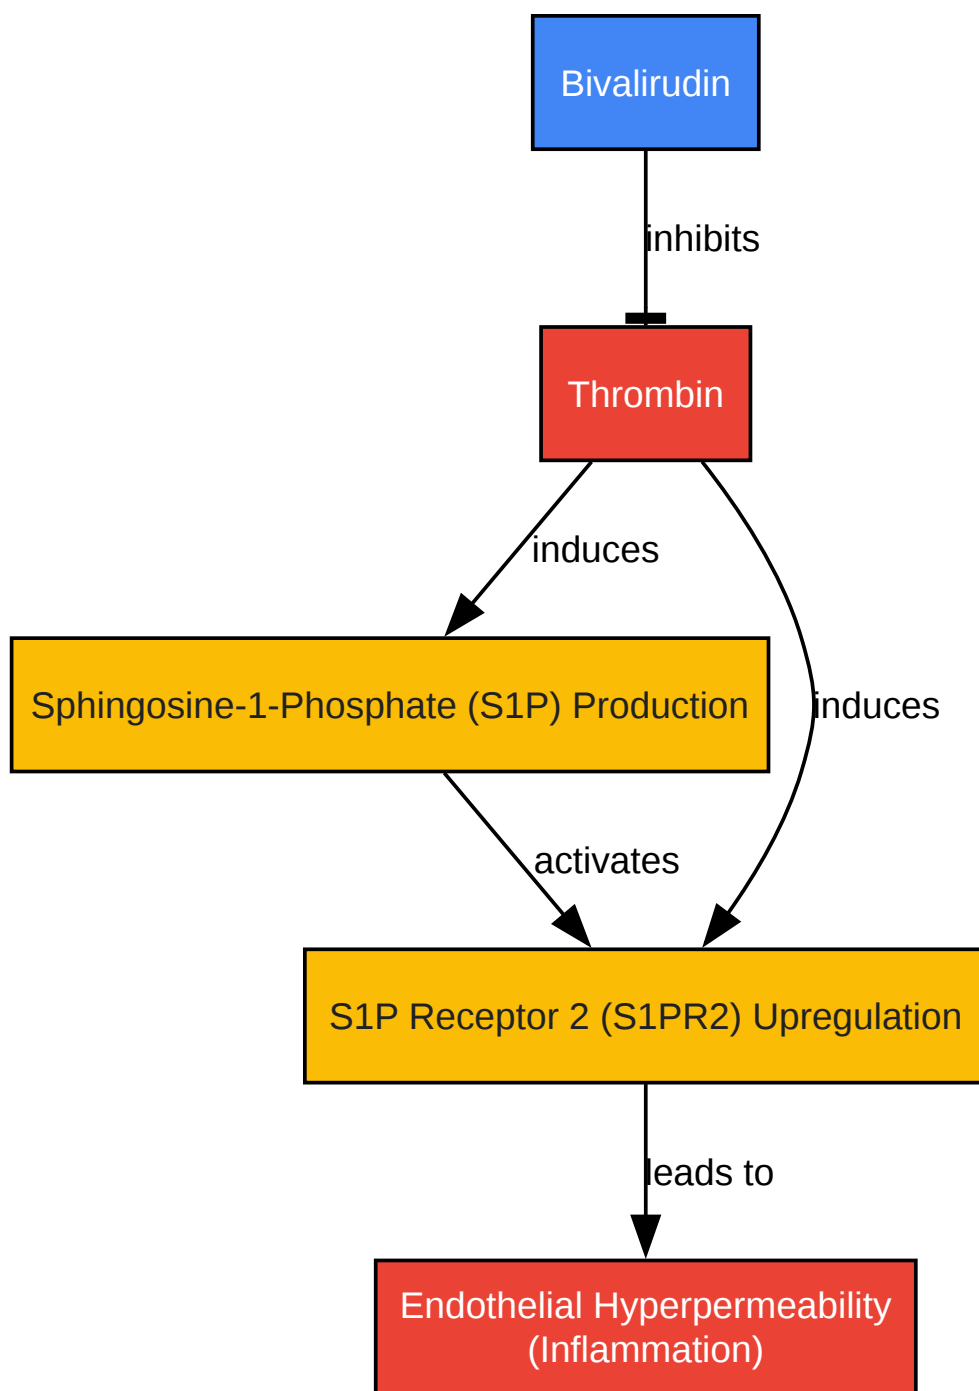 Bivalirudin
inhibits
Thrombin
induces
Sphingosine-1-Phosphate (S1P) Production
induces
activates
S1P Receptor 2 (S1PR2) Upregulation
leads to
Endothelial Hyperpermeability
(Inflammation)